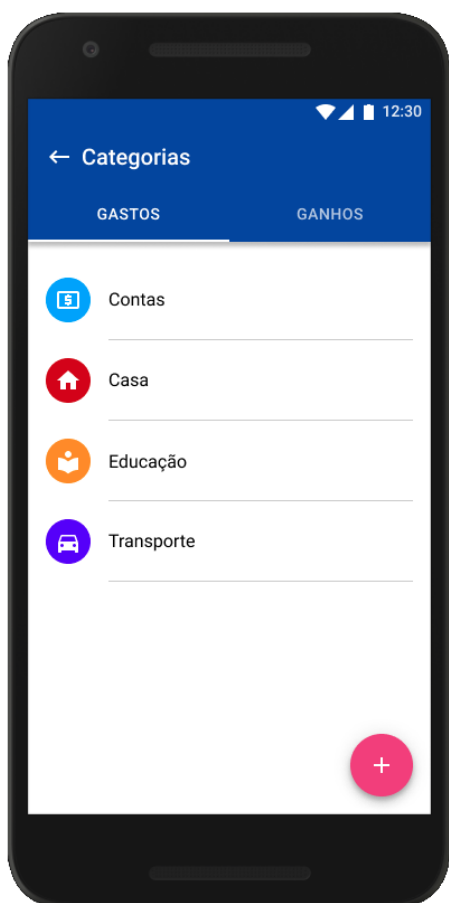 12:30
Categorias
GASTOS GANHOS
Contas
Casa
Educação
Transporte